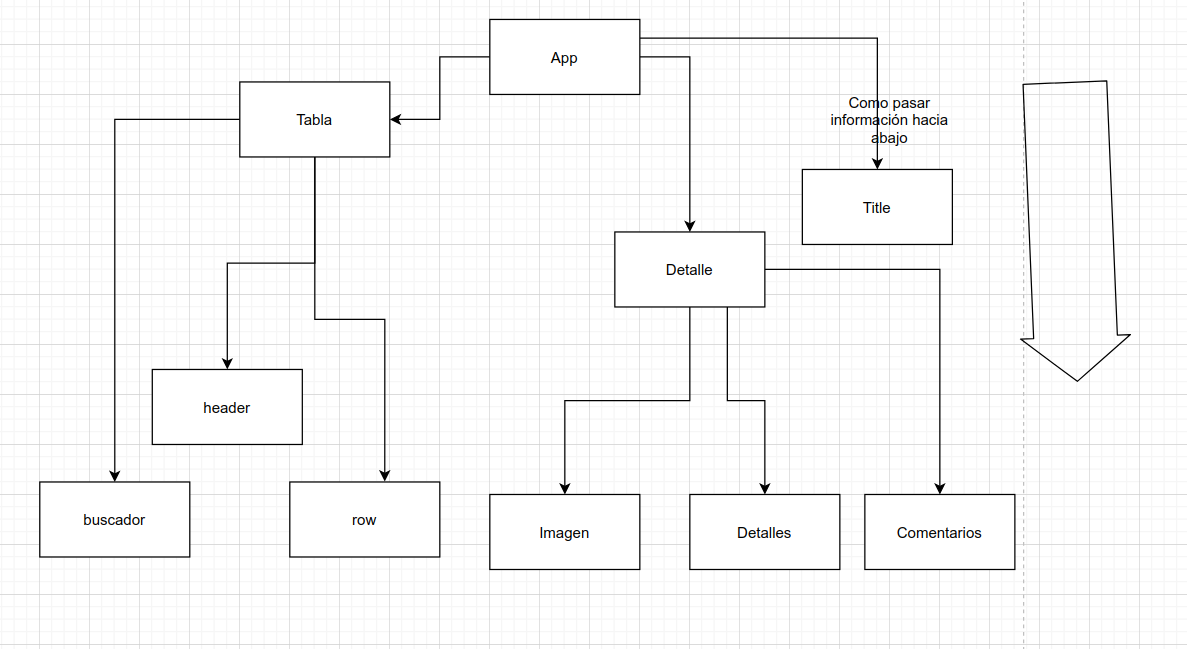 App
Tabla
Como pasar
información hacia
abajo
Title
Detalle
header
buscador
row
Imagen
Detalles
Comentarios